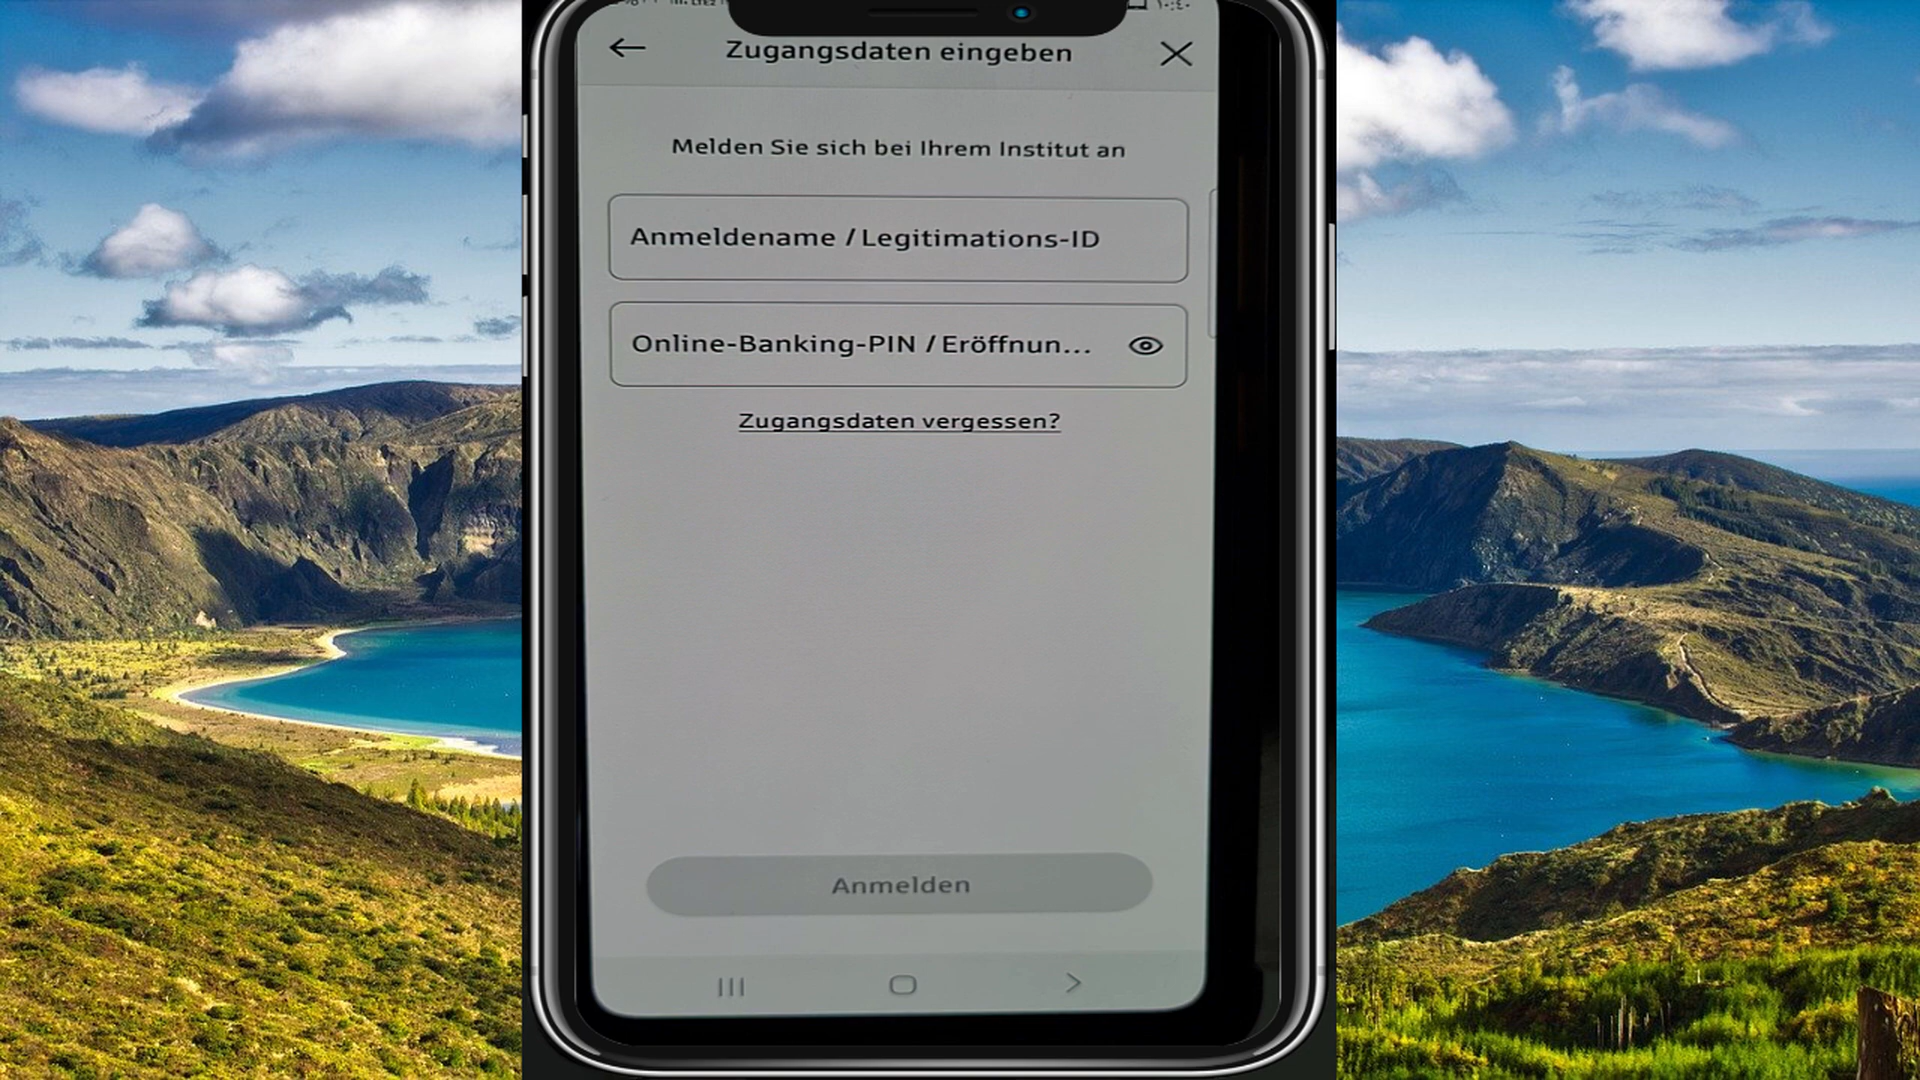 Zugangsdaten eingeben
Melden Sie sich bei Ihrem Institut an
Anmeldename / Legitimations-ID
Online-Banking-PIN / Eröffnun...
Zugangsdaten vergessen?
Anmelden